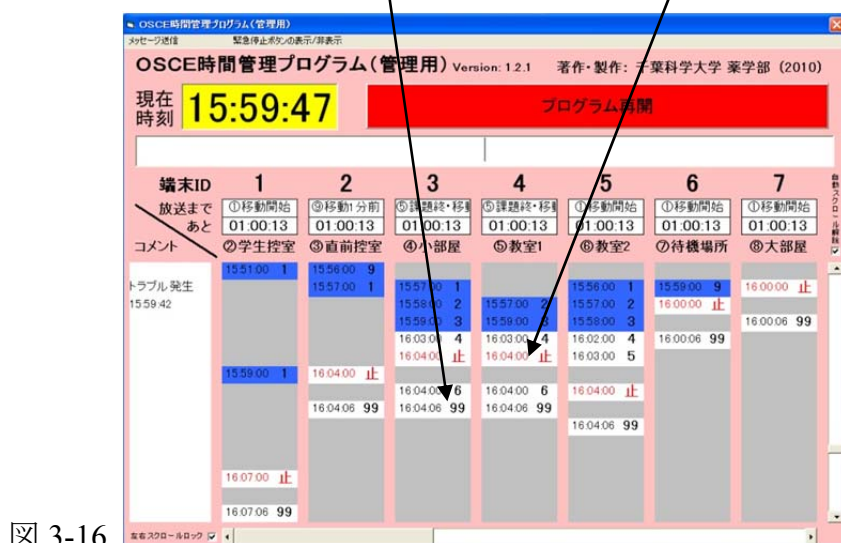 OSCE時間管理プログラム(管理用)
メッセージ送信 緊急停止ボタンの表示/非表示
OSCE時間管理プログラム(管理用) Version: 1.2.1 著作・製作: 千葉科学大学 薬学部 (2010)
現在時刻 15:59:47 プログラム再開
端末ID 1 2 3 4 5 6 7
放送まで ①移動開始 ⑨移動1分前 ⑤課題終・移動 ⑤課題終・移動 ①移動開始 ①移動開始 ①移動開始
あと 01:00:13 01:00:13 01:00:13 01:00:13 01:00:13 01:00:13 01:00:13
コメント ②学生控室 ③直前控室 ④小部屋 ⑤教室1 ⑥教室2 ⑦待機場所 ⑧大部屋
自動スクロール解除
15:51:00 1 15:56:00 9
トラブル発生 15:57:00 1 15:57:00 1 15:56:00 1 15:59:00 9 16:00:00 止
15:59:42 15:58:00 2 15:57:00 2 15:57:00 2 16:00:00 止
15:59:00 3 15:59:00 3 15:58:00 3 16:00:06 99
16:03:00 4 16:03:00 4 16:02:00 4 16:00:06 99
16:04:00 止 16:04:00 止 16:03:00 5
15:59:00 1 16:04:00 止
16:04:00 6 16:04:00 6 16:04:00 止
16:04:06 99 16:04:06 99 16:04:06 99
16:04:06 99
16:07:00 止
16:07:06 99
図 3-16
左右スクロールロック